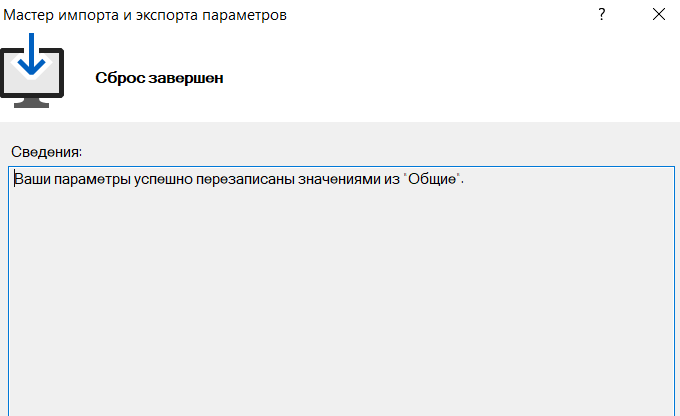 Мастер импорта и экспорта параметров
?
Сброс завершен
Сведения:
Ваши параметры успешно перезаписаны значениями из "Общие".